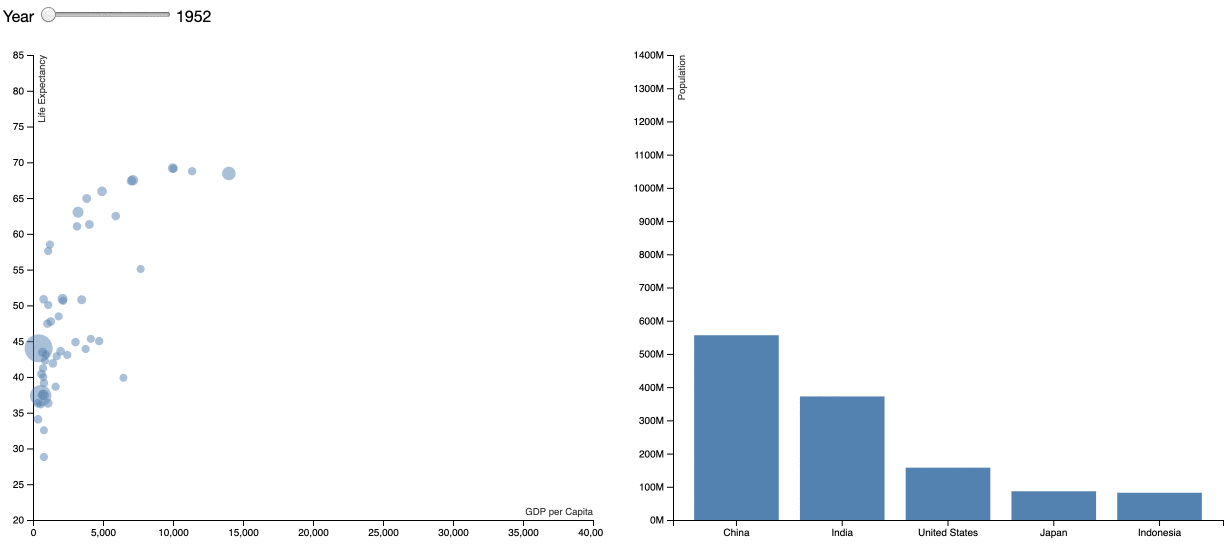 Year 1952
Life Expectancy
85
80
75
70
65
60
55
50
45
40
35
30
25
20
GDP per Capita
0 5,000 10,000 15,000 20,000 25,000 30,000 35,000 40,00
Population
1400M
1300M
1200M
1100M
1000M
900M
800M
700M
600M
500M
400M
300M
200M
100M
0M
China India United States Japan Indonesia